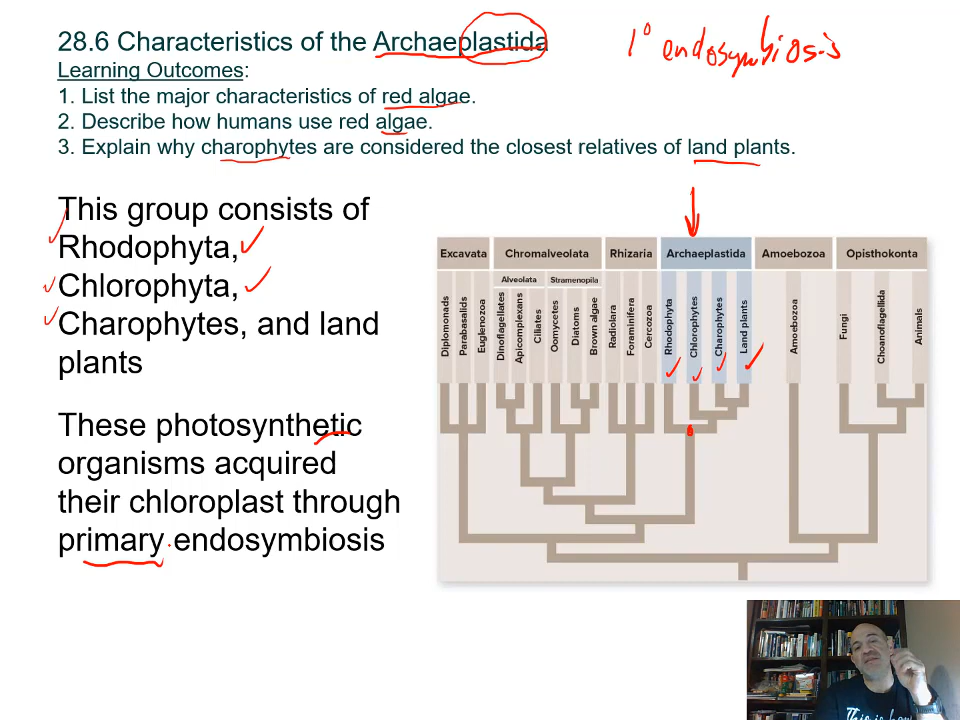 28.6 Characteristics of the Archaeplastida
1° endosymbiosis
Learning Outcomes:
1. List the major characteristics of red algae.
2. Describe how humans use red algae.
3. Explain why charophytes are considered the closest relatives of land plants.
This group consists of
Rhodophyta,
Chlorophyta,
Charophytes, and land
plants
These photosynthetic
organisms acquired
their chloroplast through
primary endosymbiosis
Excavata Chromalveolata Rhizaria Archaeplastida Amoebozoa Opisthokonta
Alveolata Stramenopila
Diplomonads
Parabasalids
Euglenozoa
Dinoflagellates
Apicomplexans
Ciliates
Oomycetes
Diatoms
Brown algae
Radiolara
Foraminifera
Cercozoa
Rhodophyta
Chlorophytes
Charophytes
Land plants
Amoebozoa
Fungi
Choanoflagellida
Animals
This is how